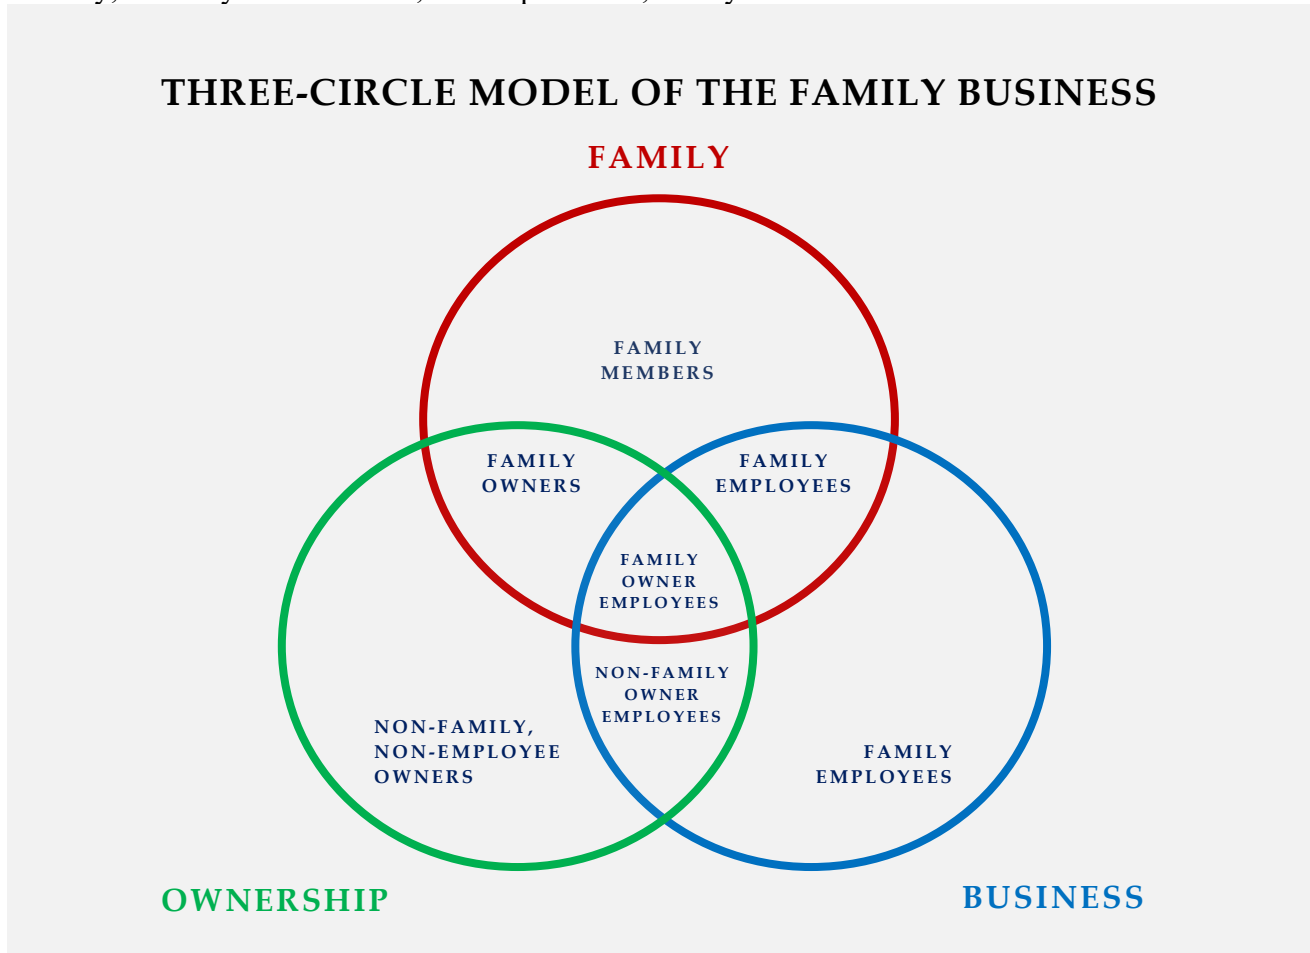 THREE-CIRCLE MODEL OF THE FAMILY BUSINESS
FAMILY
FAMILY
MEMBERS
FAMILY
OWNERS
FAMILY
EMPLOYEES
FAMILY
OWNER
EMPLOYEES
NON-FAMILY
OWNER
EMPLOYEES
NON-FAMILY,
NON-EMPLOYEE
OWNERS
FAMILY
EMPLOYEES
OWNERSHIP
BUSINESS